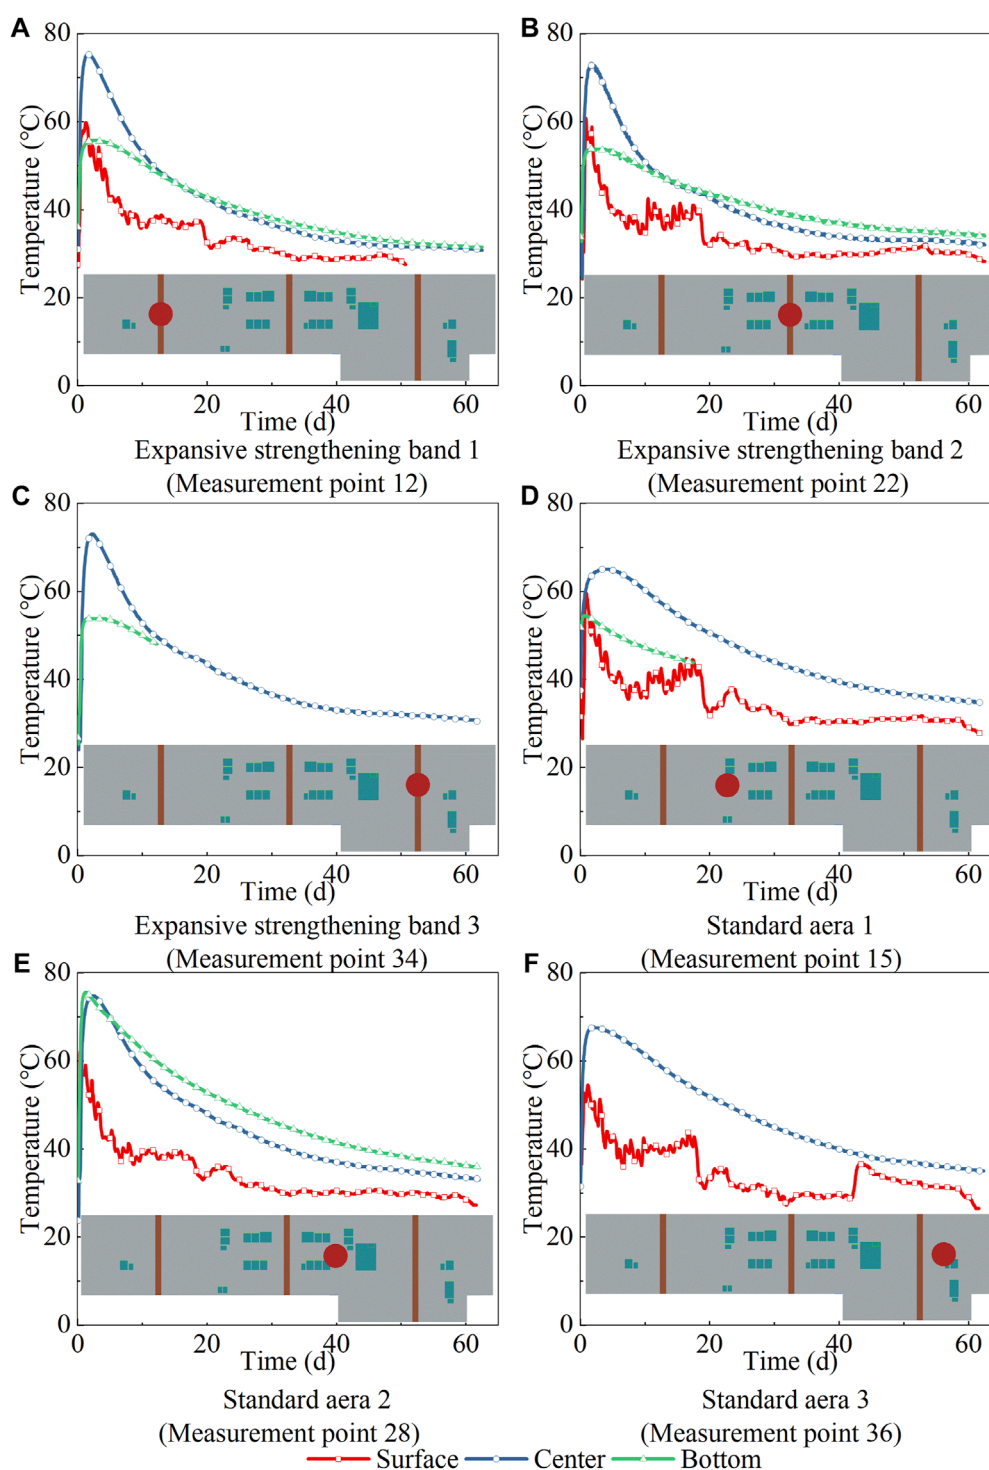 A
B
80
60
40
20
0
Temperature (°C)
0 20 40 60
Time (d)
Expansive strengthening band 1
(Measurement point 12)
80
60
40
20
0
Temperature (°C)
0 20 40 60
Time (d)
Expansive strengthening band 2
(Measurement point 22)
C
D
80
60
40
20
0
Temperature (°C)
0 20 40 60
Time (d)
Expansive strengthening band 3
(Measurement point 34)
80
60
40
20
0
Temperature (°C)
0 20 40 60
Time (d)
Standard aera 1
(Measurement point 15)
E
F
80
60
40
20
0
Temperature (°C)
0 20 40 60
Time (d)
Standard aera 2
(Measurement point 28)
80
60
40
20
0
Temperature (°C)
0 20 40 60
Time (d)
Standard aera 3
(Measurement point 36)
Surface Center Bottom